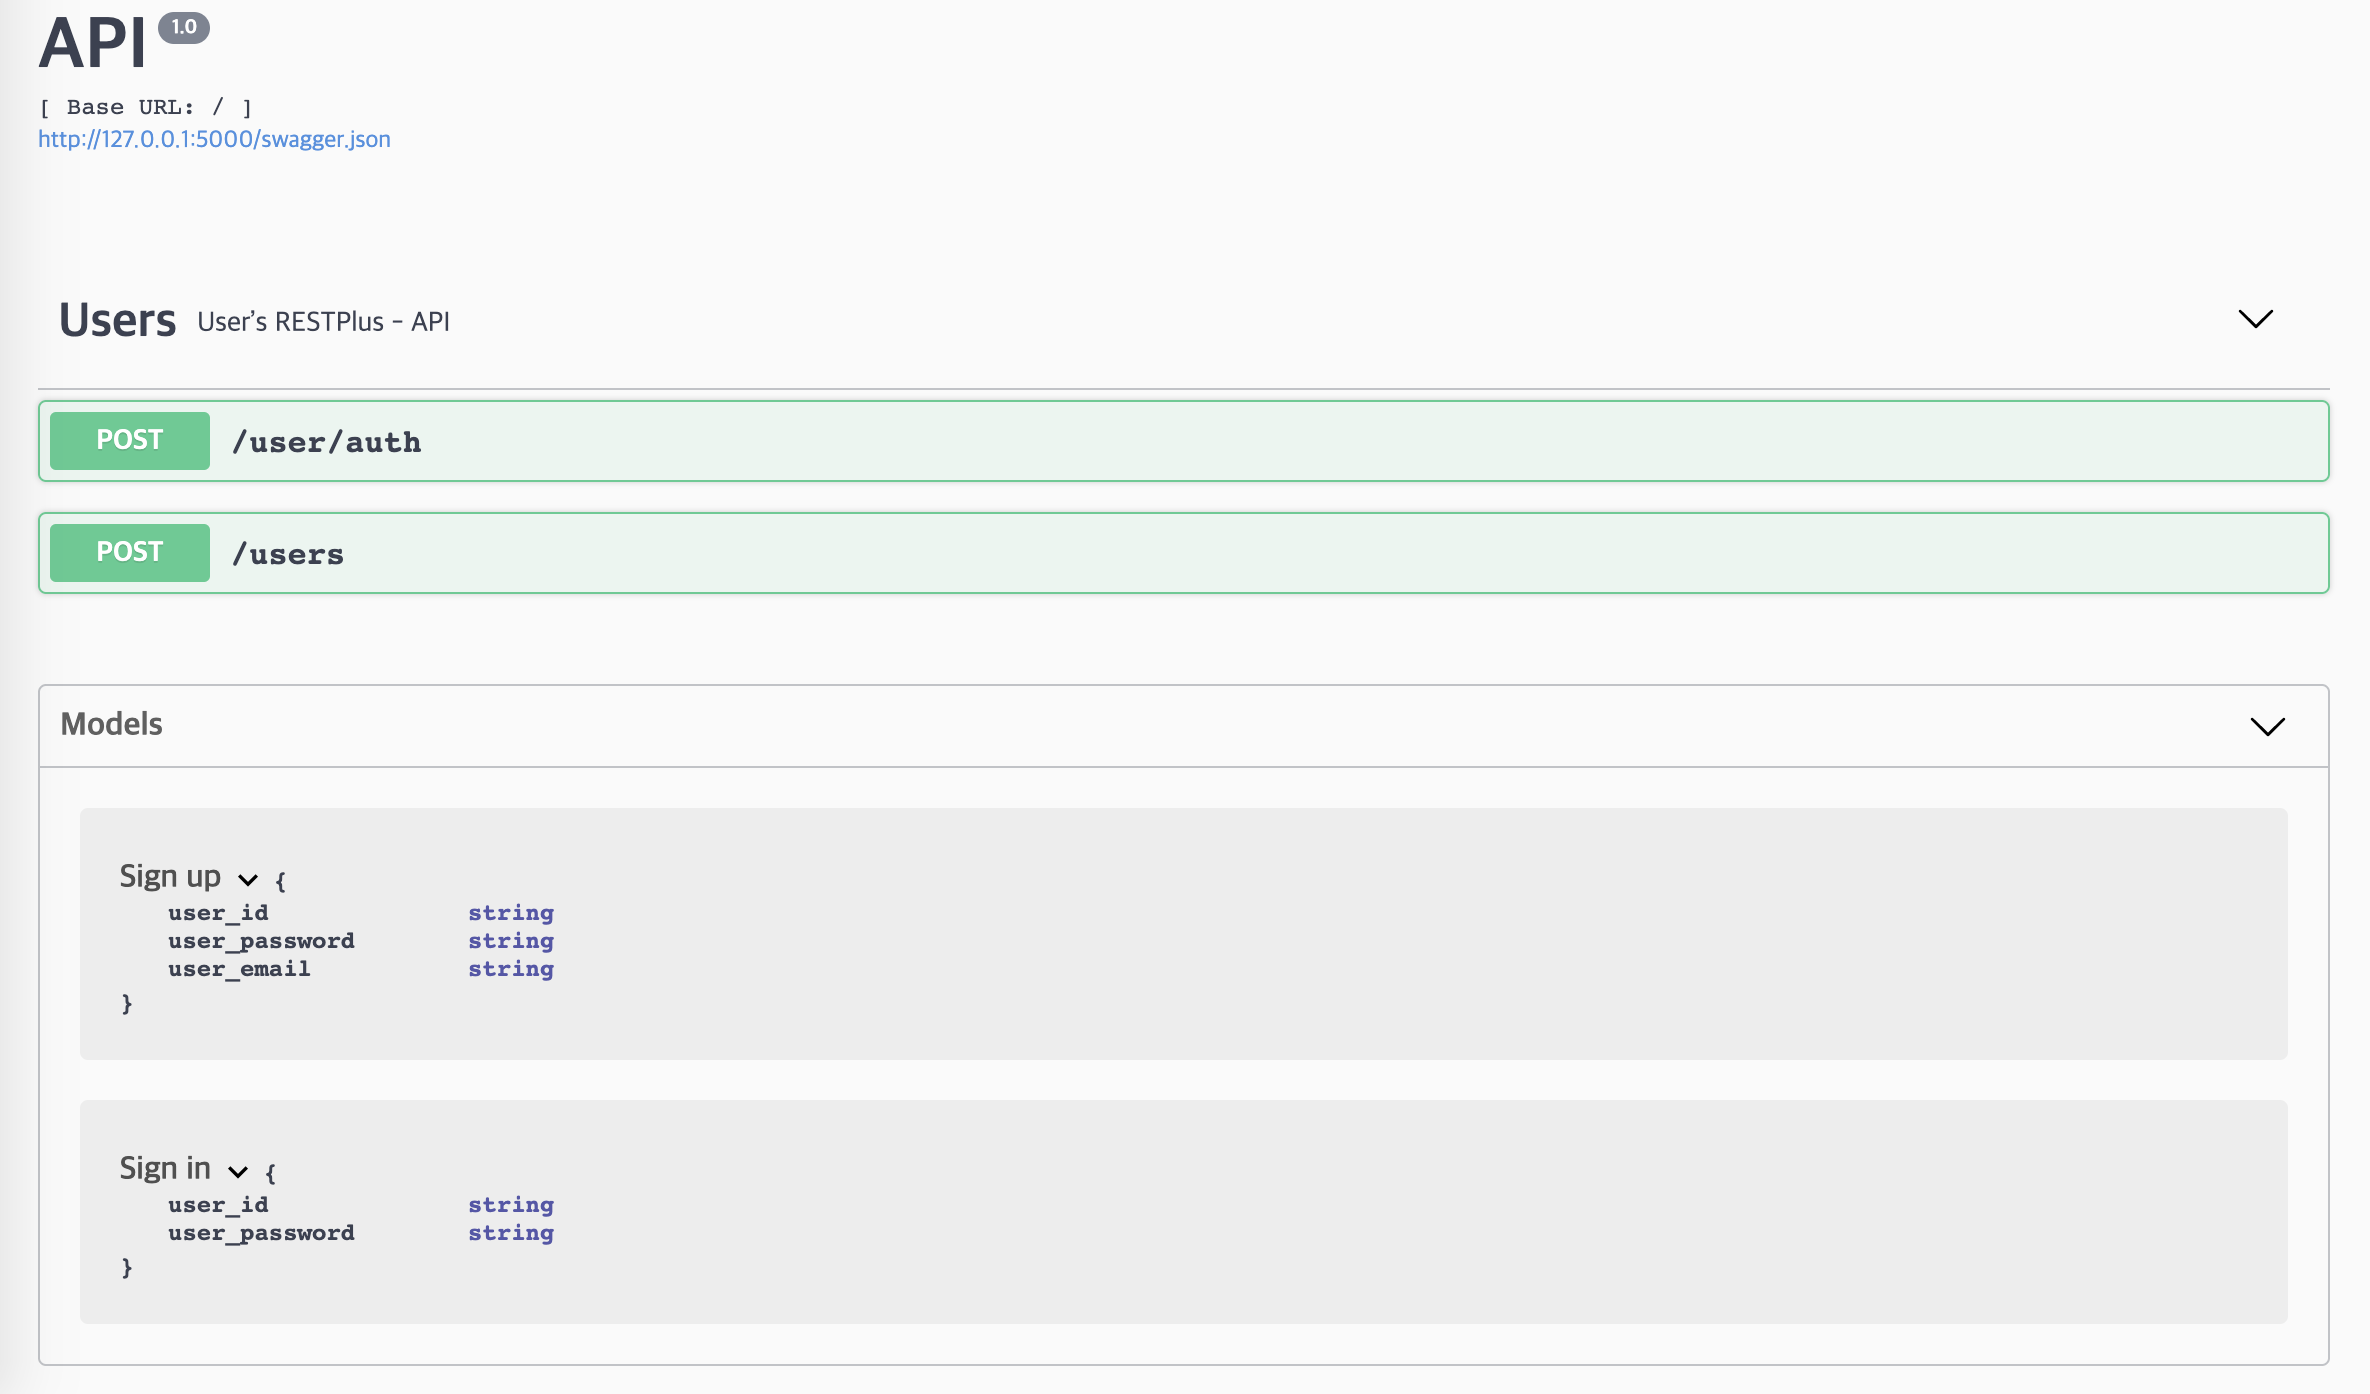 API 1.0
[ Base URL: / ]
http://127.0.0.1:5000/swagger.json
Users User’s RESTPlus - API
POST /user/auth
POST /users
Models
Sign up {
user_id string
user_password string
user_email string
}
Sign in {
user_id string
user_password string
}